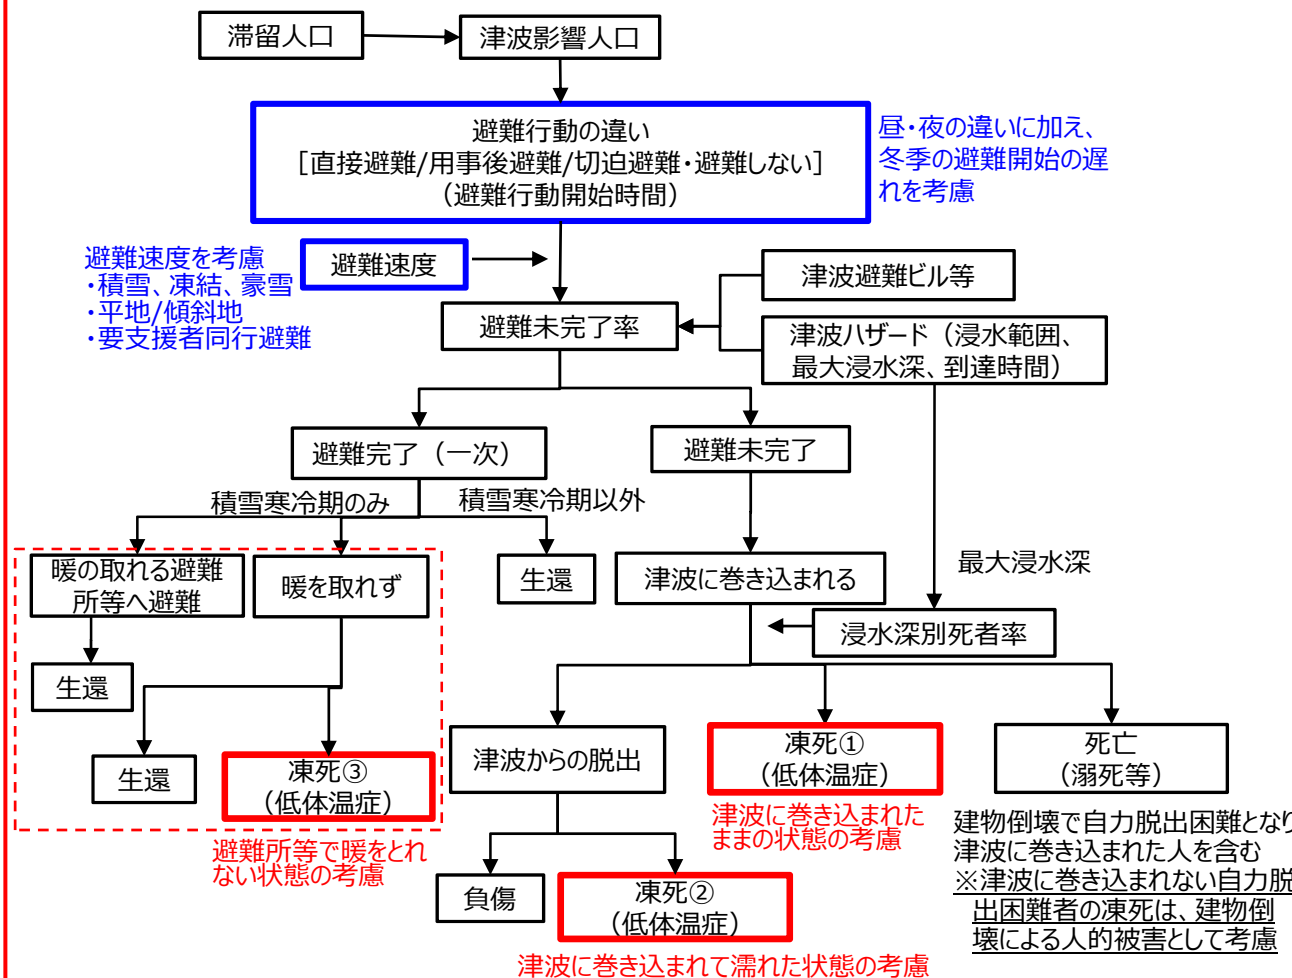 滞留人口
津波影響人口
避難行動の違い
［直接避難/用事後避難/切迫避難・避難しない］
（避難行動開始時間）
昼・夜の違いに加え、
冬季の避難開始の遅
れを考慮
避難速度を考慮
・積雪、凍結、豪雪
・平地/傾斜地
・要支援者同行避難
避難速度
津波避難ビル等
避難未完了率
津波ハザード（浸水範囲、
最大浸水深、到達時間）
避難完了（一次）
避難未完了
積雪寒冷期のみ
積雪寒冷期以外
暖の取れる避難
所等へ避難
暖を取れず
生還
津波に巻き込まれる
最大浸水深
浸水深別死者率
生還
生還
凍死③
（低体温症）
津波からの脱出
凍死①
（低体温症）
死亡
（溺死等）
避難所等で暖をとれ
ない状態の考慮
津波に巻き込まれた
ままの状態の考慮
建物倒壊で自力脱出困難となり
津波に巻き込まれた人を含む
※津波に巻き込まれない自力脱
出困難者の凍死は、建物倒
壊による人的被害として考慮
負傷
凍死②
（低体温症）
津波に巻き込まれて濡れた状態の考慮